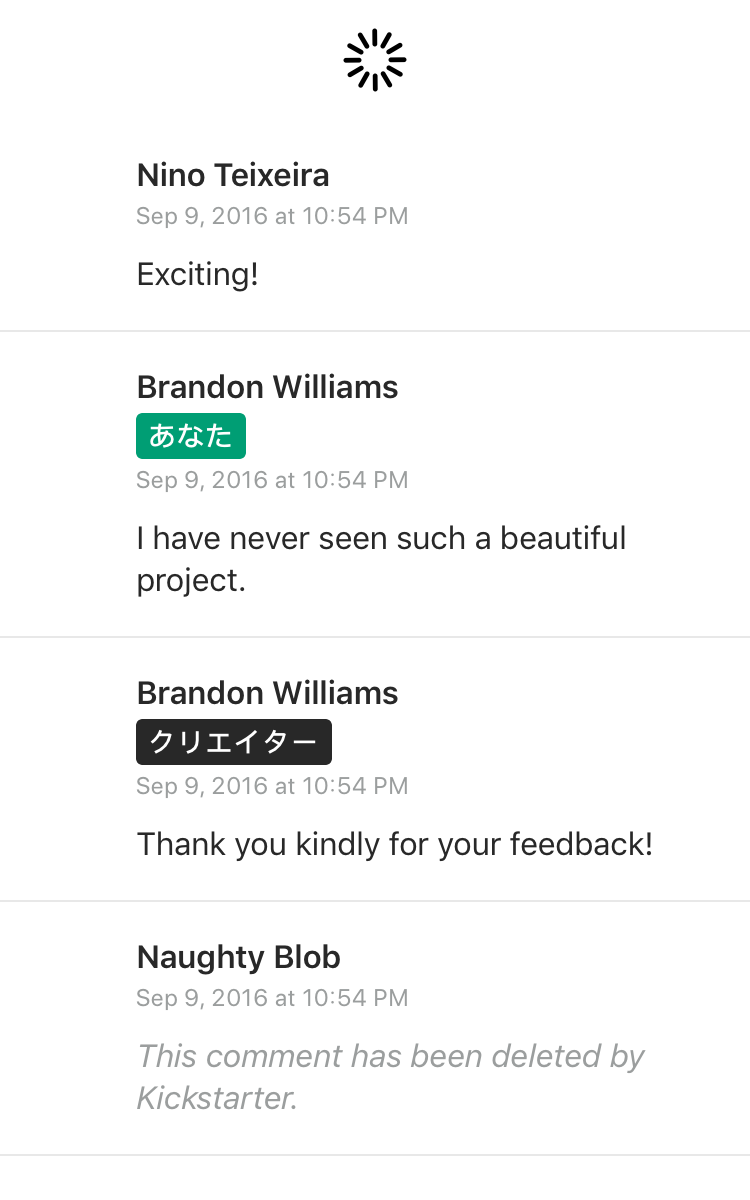 Nino Teixeira
Sep 9, 2016 at 10:54 PM
Exciting!
Brandon Williams
あなた
Sep 9, 2016 at 10:54 PM
I have never seen such a beautiful
project.
Brandon Williams
クリエイター
Sep 9, 2016 at 10:54 PM
Thank you kindly for your feedback!
Naughty Blob
Sep 9, 2016 at 10:54 PM
This comment has been deleted by
Kickstarter.